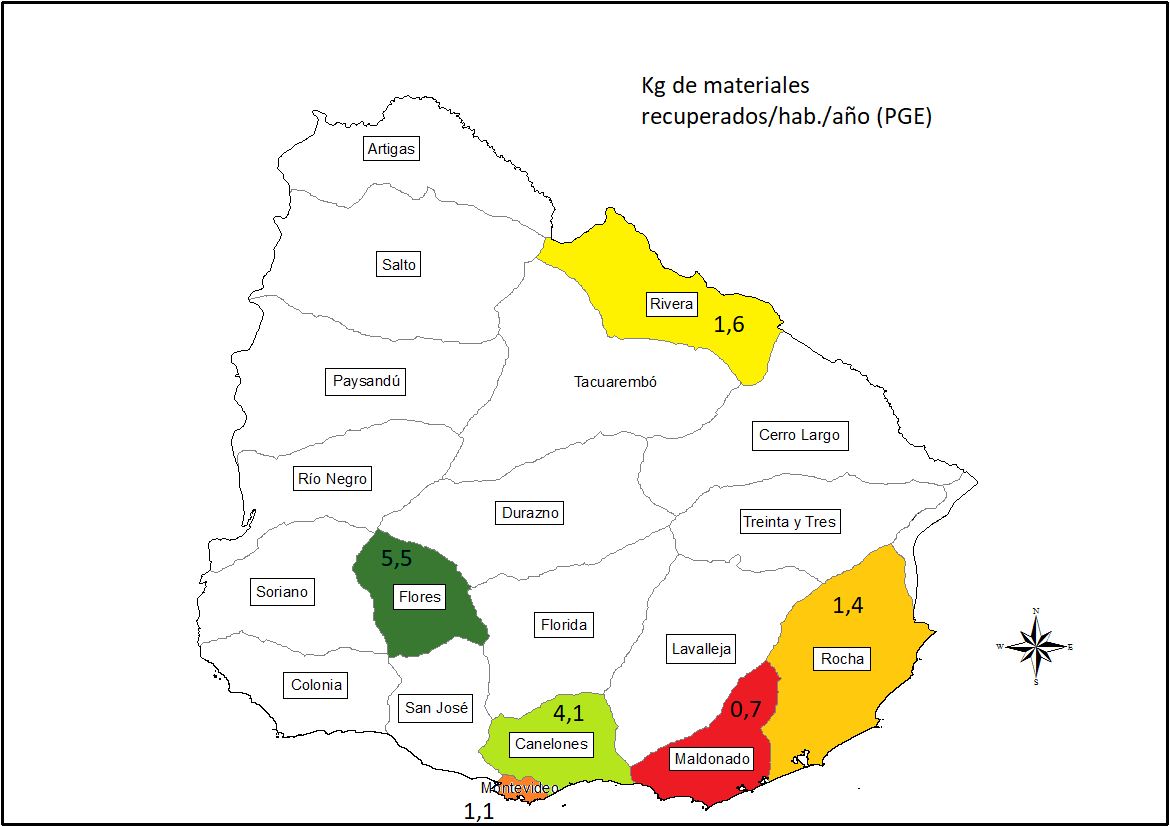 Kg de materiales
recuperados/hab./año (PGE)
Artigas
Salto
Rivera
1,6
Paysandú
Tacuarembó
Cerro Largo
Río Negro
Durazno
Treinta y Tres
5,5
Flores
Soriano
Florida
1,4
Lavalleja
Rocha
Colonia
San José
4,1
0,7
Canelones
Maldonado
Montevideo
1,1
N
W
E
S